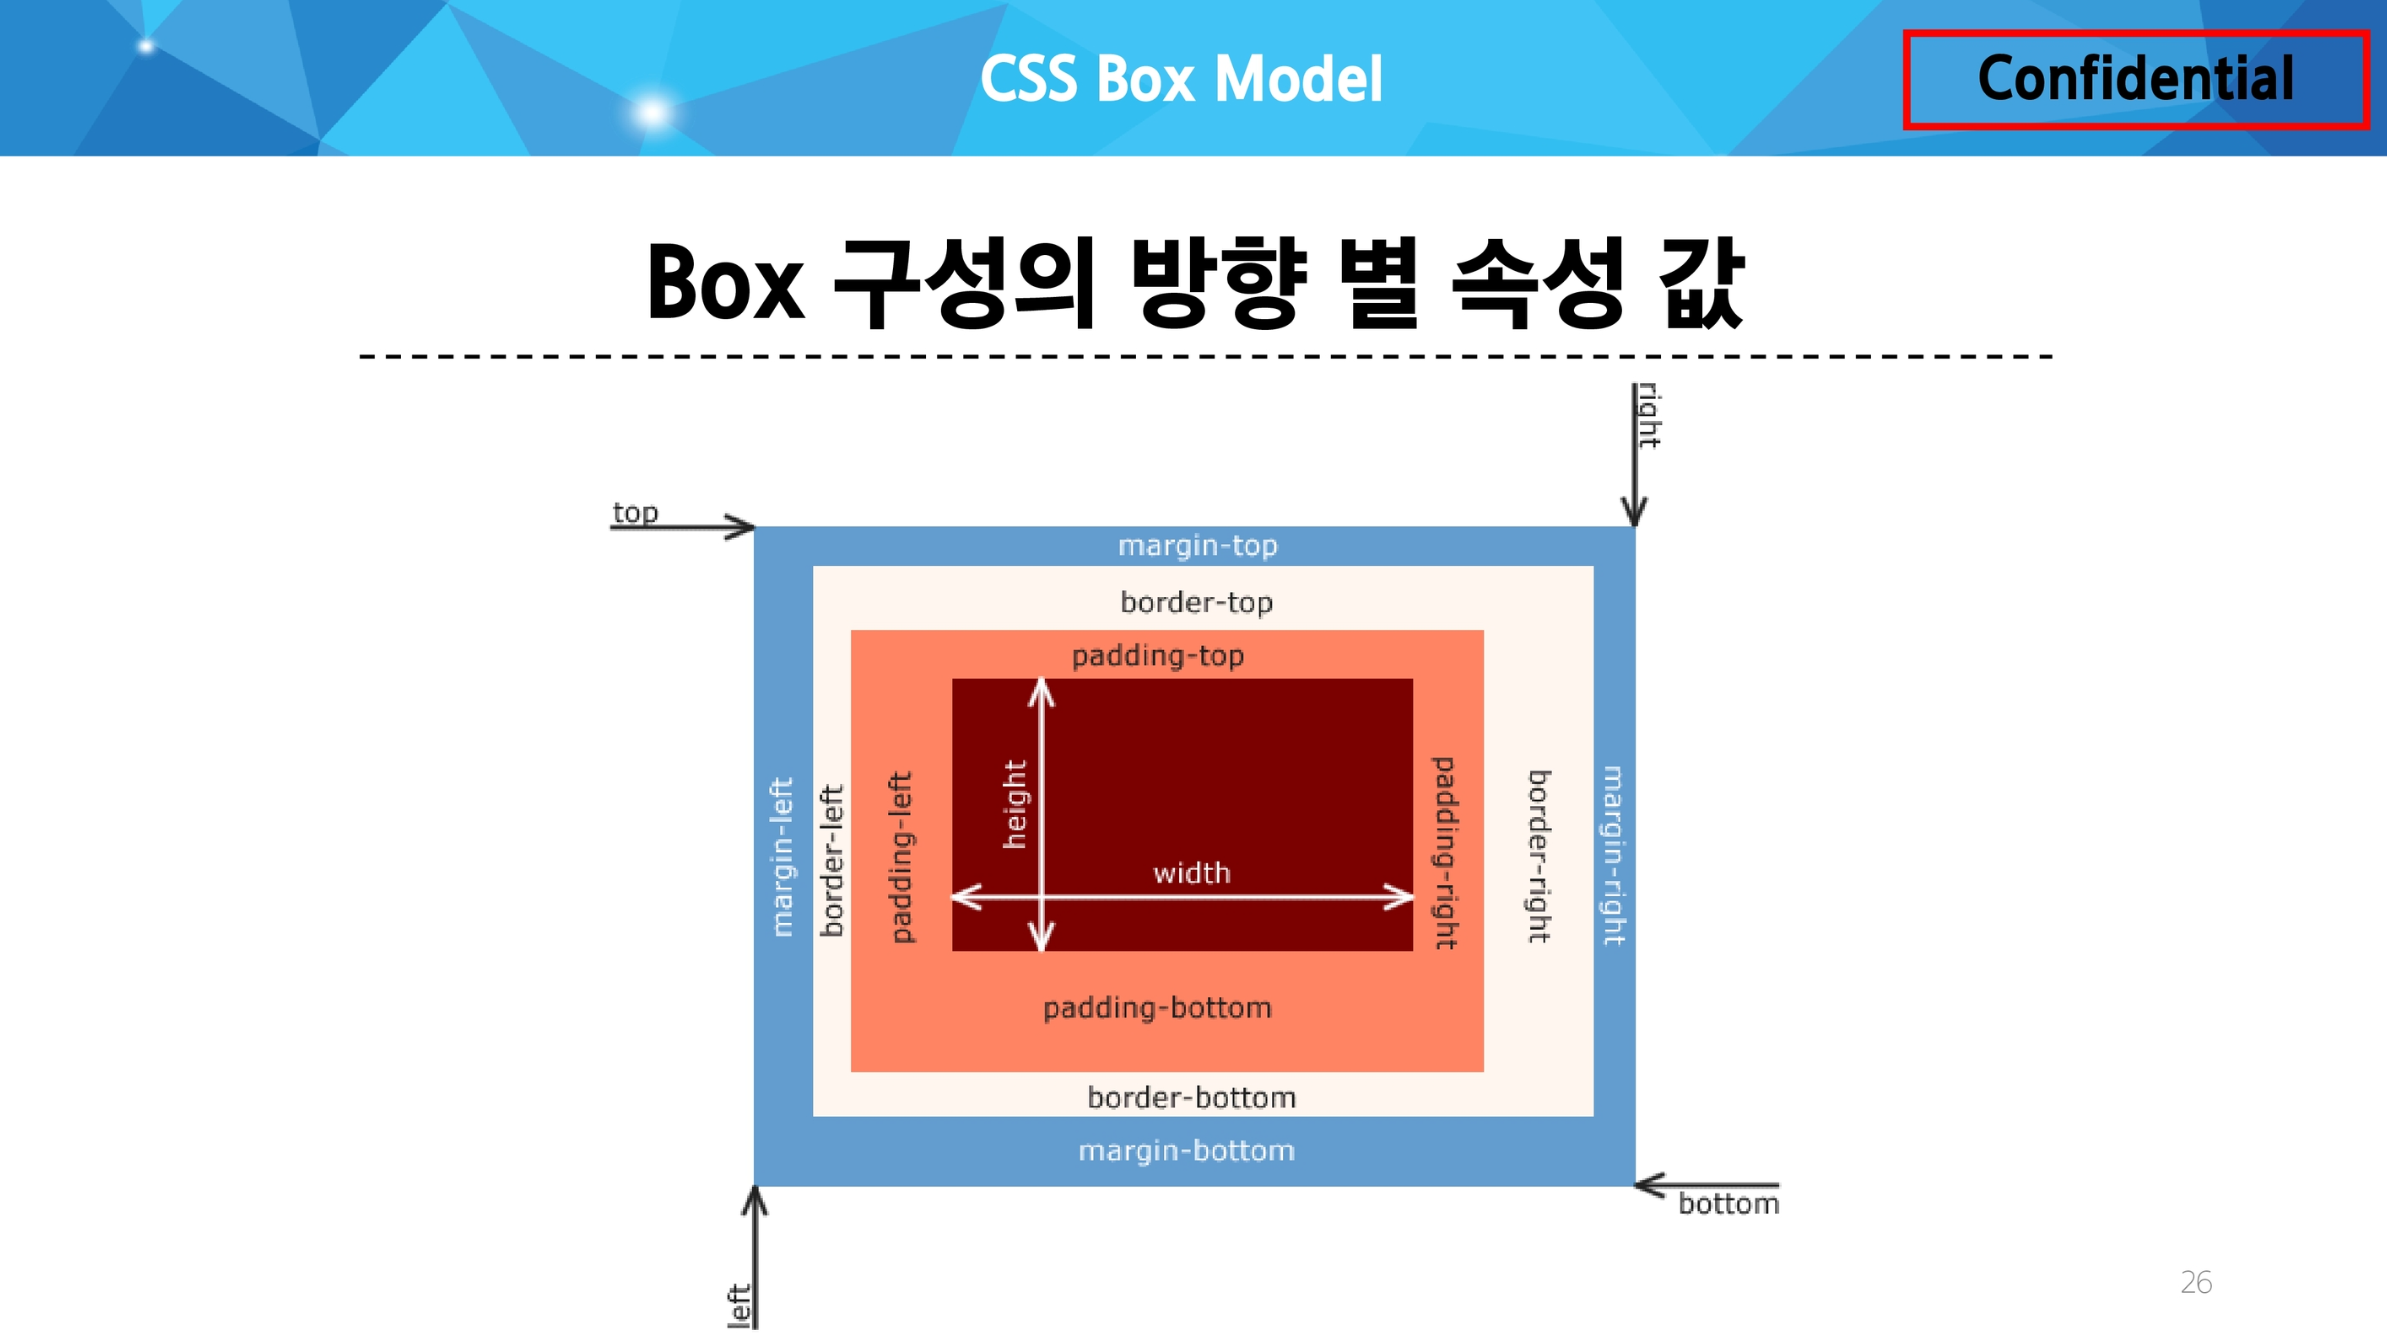 CSS Box Model
Confidential
Box 구성의 방향 별 속성 값
right
top
margin-top
border-top
padding-top
margin-left
border-left
padding-left
height
width
padding-right
border-right
margin-right
padding-bottom
border-bottom
margin-bottom
bottom
left
26